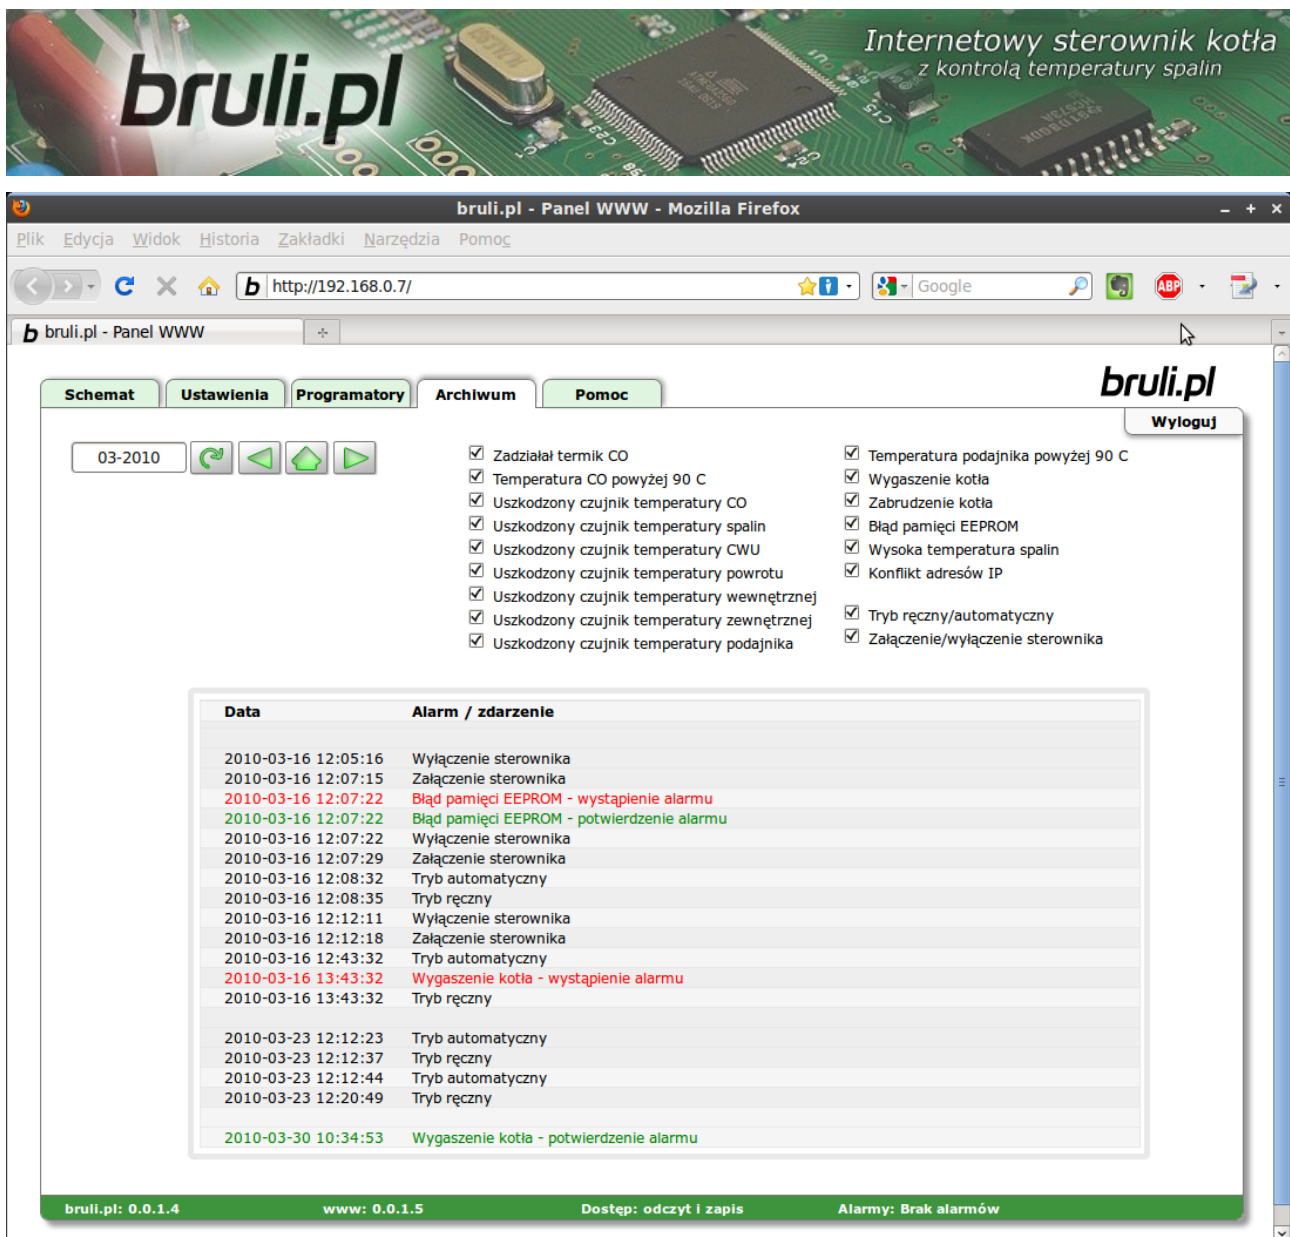 bruli.pl
Internetowy sterownik kotła
z kontrolą temperatury spalin
bruli.pl - Panel WWW - Mozilla Firefox
Plik Edycja Widok Historia Zakładki Narzędzia Pomoc
b http://192.168.0.7/ Google ABP
b bruli.pl - Panel WWW
bruli.pl
Schemat Ustawienia Programatory Archiwum Pomoc
Wyloguj
03-2010
Zadziałał termik CO
Temperatura CO powyżej 90 C
Uszkodzony czujnik temperatury CO
Uszkodzony czujnik temperatury spalin
Uszkodzony czujnik temperatury CWU
Uszkodzony czujnik temperatury powrotu
Uszkodzony czujnik temperatury wewnętrznej
Uszkodzony czujnik temperatury zewnętrznej
Uszkodzony czujnik temperatury podajnika
Temperatura podajnika powyżej 90 C
Wygaszenie kotła
Zabrudzenie kotła
Błąd pamięci EEPROM
Wysoka temperatura spalin
Konflikt adresów IP
Tryb ręczny/automatyczny
Załączenie/wyłączenie sterownika
Data Alarm / zdarzenie
2010-03-16 12:05:16 Wyłączenie sterownika
2010-03-16 12:07:15 Załączenie sterownika
2010-03-16 12:07:22 Błąd pamięci EEPROM - wystąpienie alarmu
2010-03-16 12:07:22 Błąd pamięci EEPROM - potwierdzenie alarmu
2010-03-16 12:07:22 Wyłączenie sterownika
2010-03-16 12:07:29 Załączenie sterownika
2010-03-16 12:08:32 Tryb automatyczny
2010-03-16 12:08:35 Tryb ręczny
2010-03-16 12:12:11 Wyłączenie sterownika
2010-03-16 12:12:18 Załączenie sterownika
2010-03-16 12:43:32 Tryb automatyczny
2010-03-16 13:43:32 Wygaszenie kotła - wystąpienie alarmu
2010-03-16 13:43:32 Tryb ręczny
2010-03-23 12:12:23 Tryb automatyczny
2010-03-23 12:12:37 Tryb ręczny
2010-03-23 12:12:44 Tryb automatyczny
2010-03-23 12:20:49 Tryb ręczny
2010-03-30 10:34:53 Wygaszenie kotła - potwierdzenie alarmu
bruli.pl: 0.0.1.4 www: 0.0.1.5 Dostęp: odczyt i zapis Alarmy: Brak alarmów